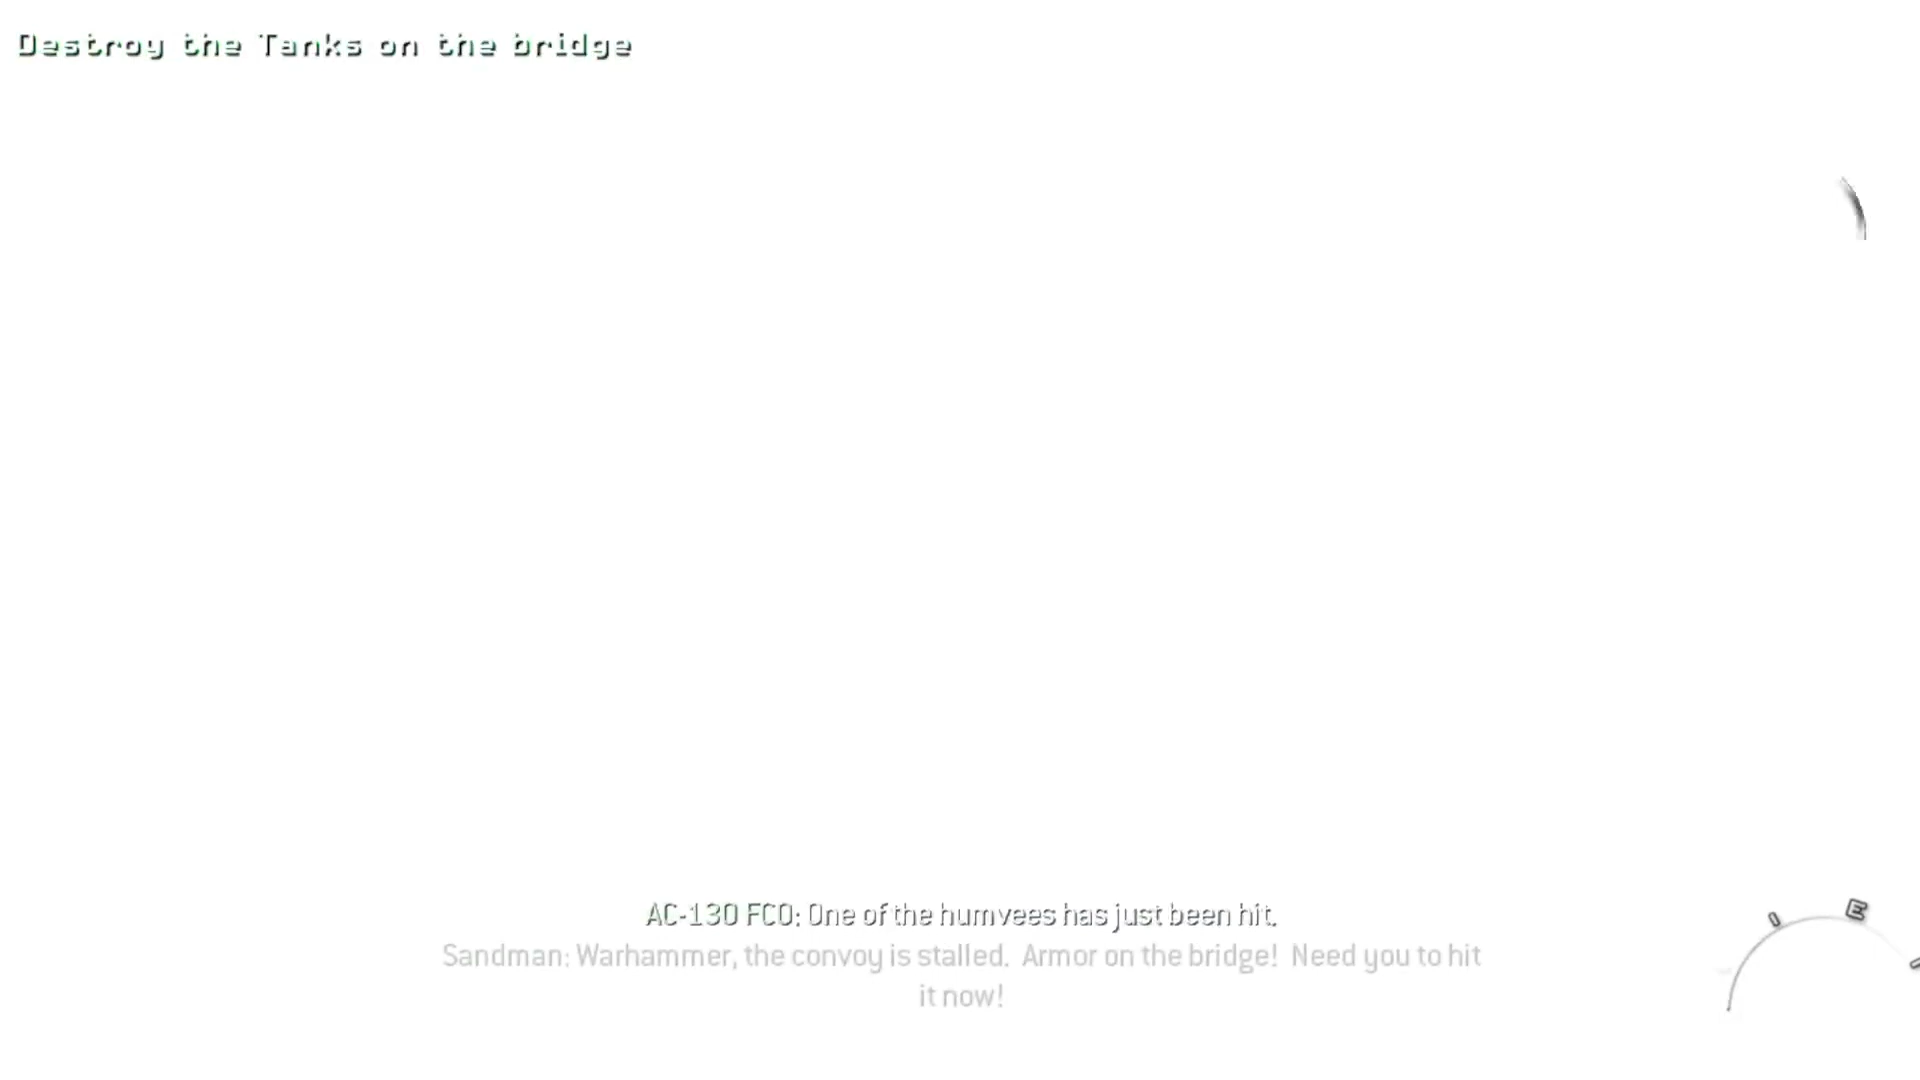 Destroy the Tanks on the bridge
AC-130 FCO: One of the humvees has just been hit.
Sandman: Warhammer, the convoy is stalled. Armor on the bridge! Need you to hit
it now!
E